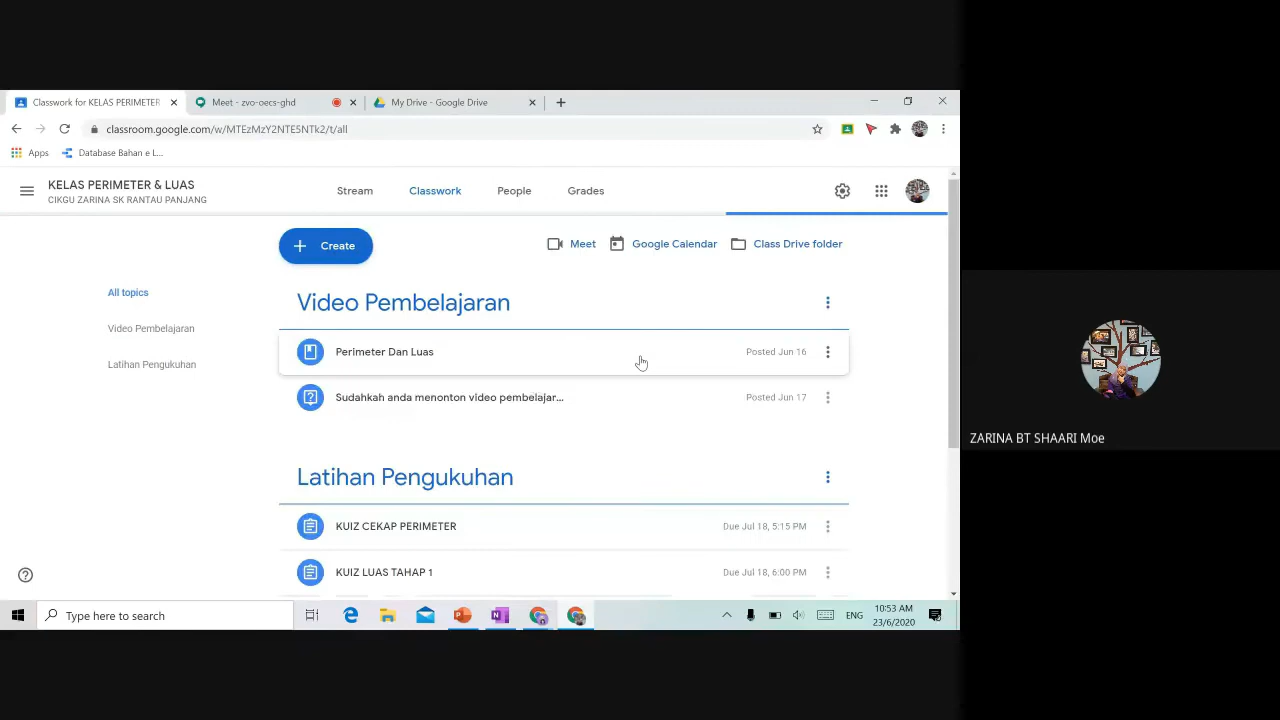 Classwork for KELAS PERIMETER
Meet - zvo-oecs-ghd
My Drive - Google Drive
classroom.google.com/w/MTEzMzY2NTE5NTk2/t/all
Apps
Database Bahan e L...
KELAS PERIMETER & LUAS
CIKGU ZARINA SK RANTAU PANJANG
Stream
Classwork
People
Grades
Create
Meet
Google Calendar
Class Drive folder
All topics
Video Pembelajaran
Latihan Pengukuhan
Video Pembelajaran
Perimeter Dan Luas
Posted Jun 16
Sudahkah anda menonton video pembelajar...
Posted Jun 17
Latihan Pengukuhan
KUIZ CEKAP PERIMETER
Due Jul 18, 5:15 PM
KUIZ LUAS TAHAP 1
Due Jul 18, 6:00 PM
Type here to search
ENG
10:53 AM
23/6/2020
ZARINA BT SHAARI Moe